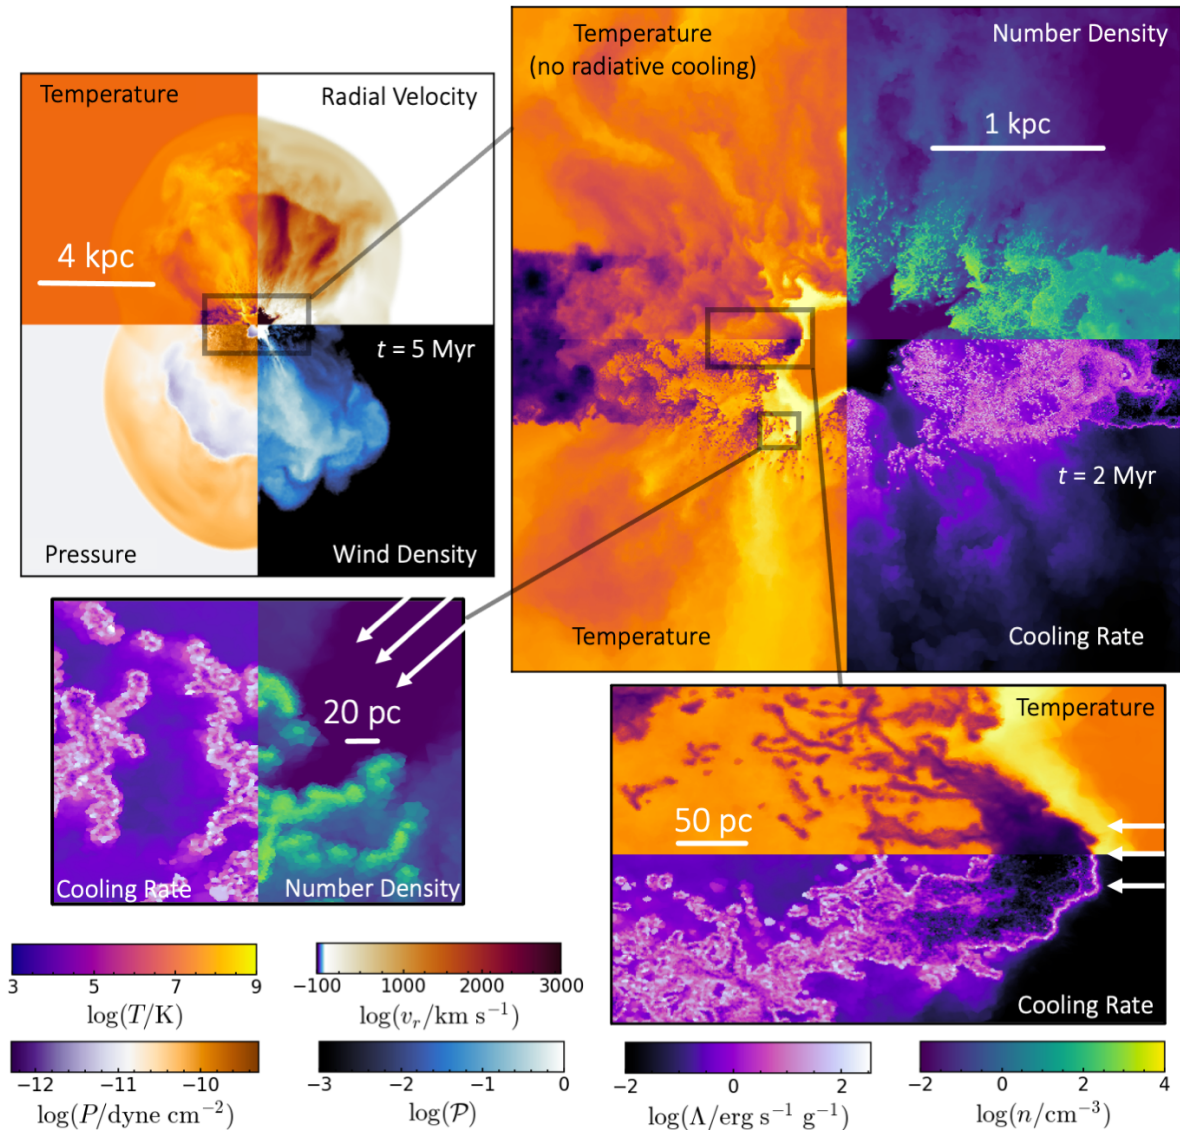 Temperature
Radial Velocity
4 kpc
t = 5 Myr
Pressure
Wind Density
Temperature
(no radiative cooling)
Number Density
1 kpc
t = 2 Myr
Temperature
Cooling Rate
20 pc
Cooling Rate
Number Density
Temperature
50 pc
Cooling Rate
3 5 7 9
log(T/K)
−100 1000 2000 3000
log(v_r/km s⁻¹)
−12 −11 −10
log(P/dyne cm⁻²)
−3 −2 −1 0
log(𝒫)
−2 0 2
log(Λ/erg s⁻¹ g⁻¹)
−2 0 2 4
log(n/cm⁻³)